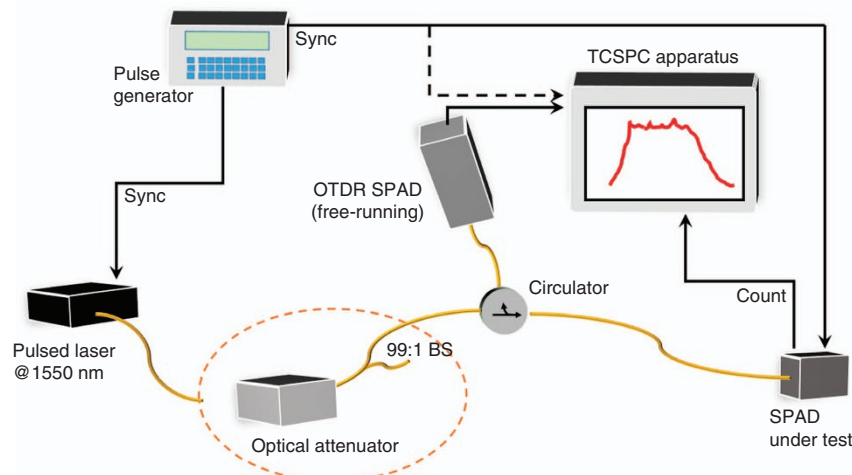 Sync
TCSPC apparatus
Pulse
generator
OTDR SPAD
(free-running)
Sync
Circulator
Count
Pulsed laser
@1550 nm
99:1 BS
Optical attenuator
SPAD
under test